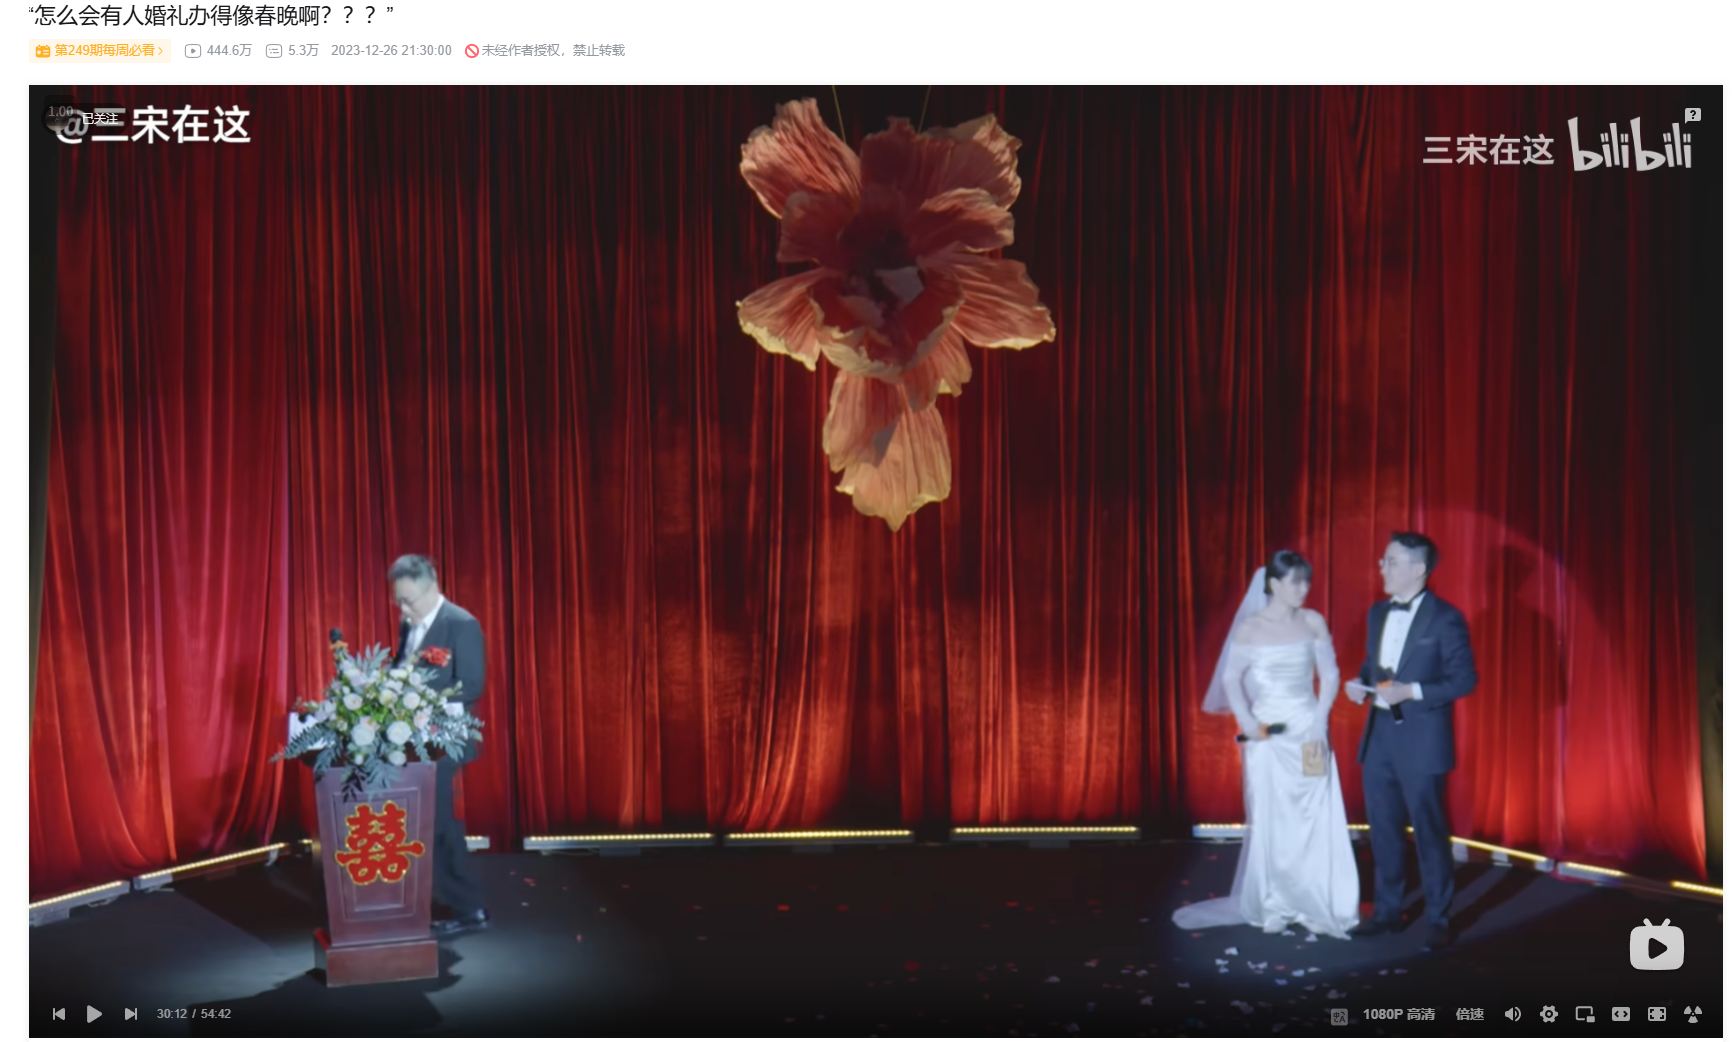 “怎么会有人婚礼办得像春晚啊？？？”
第249期每周必看 444.6万 5.3万 2023-12-26 21:30:00 未经作者授权，禁止转载
1.00
已关注
@三宋在这
三宋在这 bilibili
囍
30:12 / 54:42
1080P 高清 倍速